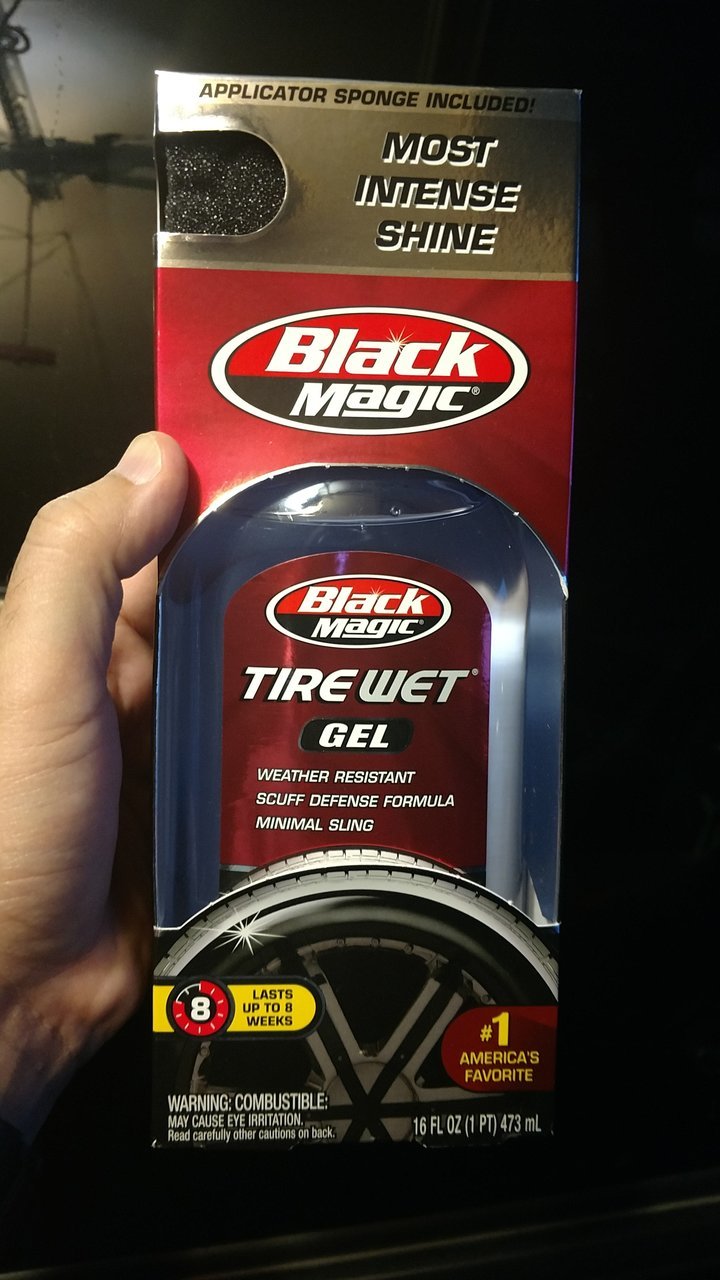 APPLICATOR SPONGE INCLUDED!
MOST
INTENSE
SHINE
Black
Magic®
Black
Magic®
TIRE WET®
GEL
WEATHER RESISTANT
SCUFF DEFENSE FORMULA
MINIMAL SLING
8
LASTS
UP TO 8
WEEKS
#1
AMERICA'S
FAVORITE
WARNING: COMBUSTIBLE:
MAY CAUSE EYE IRRITATION.
Read carefully other cautions on back.
16 FL OZ (1 PT) 473 mL